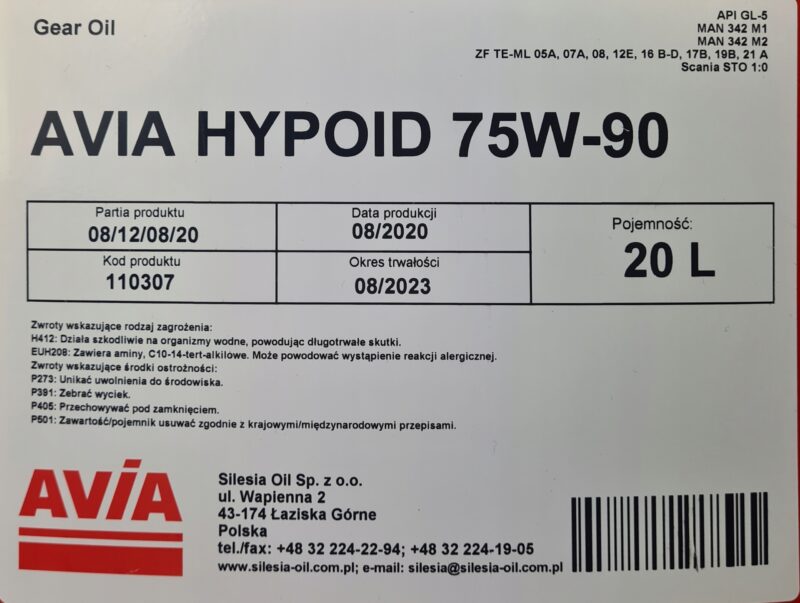 Gear Oil
API GL-5
MAN 342 M1
MAN 342 M2
ZF TE-ML 05A, 07A, 08, 12E, 16 B-D, 17B, 19B, 21 A
Scania STO 1:0
AVIA HYPOID 75W-90
Partia produktu
08/12/08/20
Data produkcji
08/2020
Pojemność:
20 L
Kod produktu
110307
Okres trwałości
08/2023
Zwroty wskazujące rodzaj zagrożenia:
H412: Działa szkodliwie na organizmy wodne, powodując długotrwałe skutki.
EUH208: Zawiera aminy, C10-14-tert-alkilowe. Może powodować wystąpienie reakcji alergicznej.
Zwroty wskazujące środki ostrożności:
P273: Unikać uwolnienia do środowiska.
P391: Zebrać wyciek.
P405: Przechowywać pod zamknięciem.
P501: Zawartość/pojemnik usuwać zgodnie z krajowymi/międzynarodowymi przepisami.
AVIA
Silesia Oil Sp. z o.o.
ul. Wapienna 2
43-174 Łaziska Górne
Polska
tel./fax: +48 32 224-22-94; +48 32 224-19-05
www.silesia-oil.com.pl; e-mail: silesia@silesia-oil.com.pl